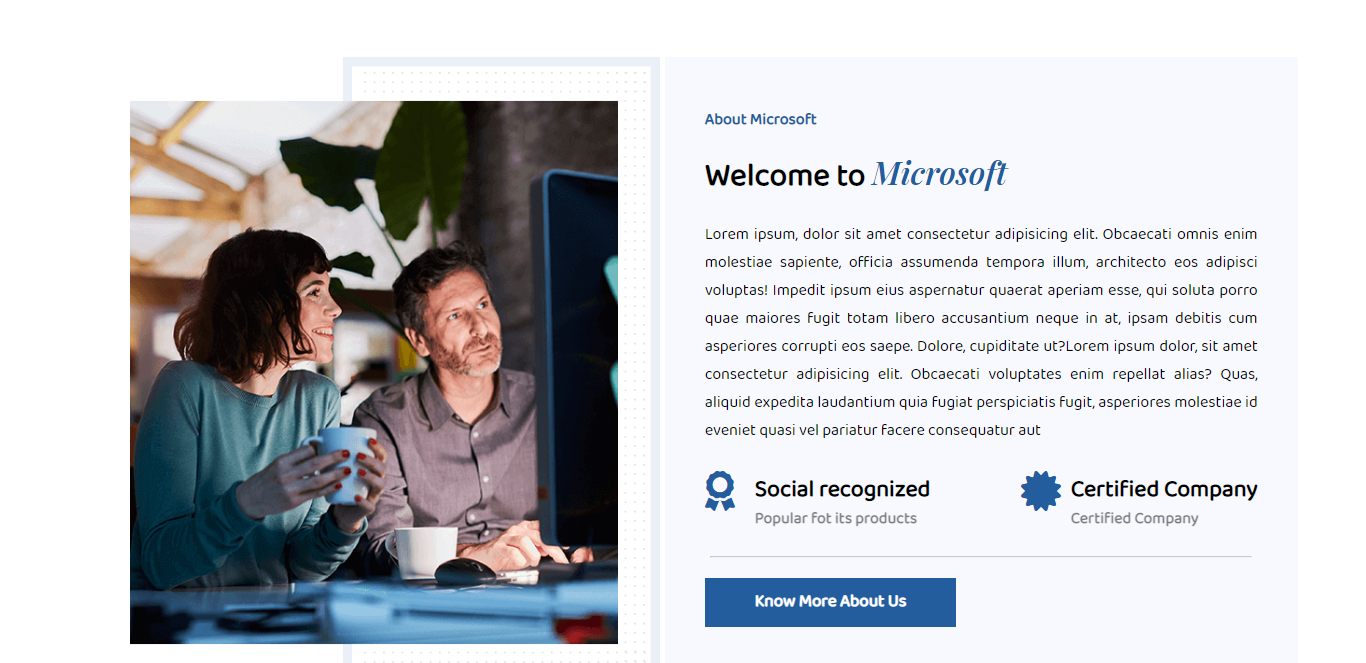 About Microsoft
Welcome to Microsoft
Lorem ipsum, dolor sit amet consectetur adipisicing elit. Obcaecati omnis enim
molestiae sapiente, officia assumenda tempora illum, architecto eos adipisci
voluptas! Impedit ipsum eius aspernatur quaerat aperiam esse, qui soluta porro
quae maiores fugit totam libero accusantium neque in at, ipsam debitis cum
asperiores corrupti eos saepe. Dolore, cupiditate ut?Lorem ipsum dolor, sit amet
consectetur adipisicing elit. Obcaecati voluptates enim repellat alias? Quas,
aliquid expedita laudantium quia fugiat perspiciatis fugit, asperiores molestiae id
eveniet quasi vel pariatur facere consequatur aut
Social recognized
Popular fot its products
Certified Company
Certified Company
Know More About Us